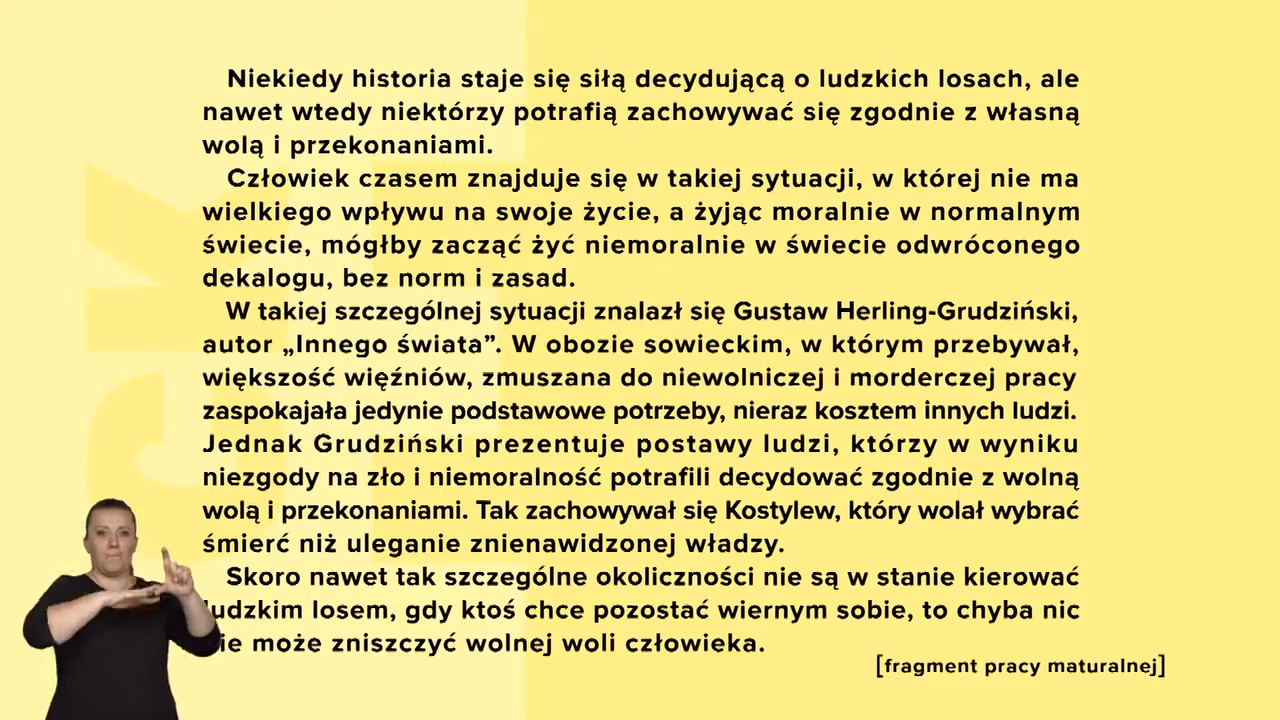 Niekiedy historia staje się siłą decydującą o ludzkich losach, ale
nawet wtedy niektórzy potrafią zachowywać się zgodnie z własną
wolą i przekonaniami.
Człowiek czasem znajduje się w takiej sytuacji, w której nie ma
wielkiego wpływu na swoje życie, a żyjąc moralnie w normalnym
świecie, mógłby zacząć żyć niemoralnie w świecie odwróconego
dekalogu, bez norm i zasad.
W takiej szczególnej sytuacji znalazł się Gustaw Herling-Grudziński,
autor „Innego świata”. W obozie sowieckim, w którym przebywał,
większość więźniów, zmuszana do niewolniczej i morderczej pracy
zaspokajała jedynie podstawowe potrzeby, nieraz kosztem innych ludzi.
Jednak Grudziński prezentuje postawy ludzi, którzy w wyniku
niezgody na zło i niemoralność potrafili decydować zgodnie z wolną
wolą i przekonaniami. Tak zachowywał się Kostylew, który wolał wybrać
śmierć niż uleganie znienawidzonej władzy.
Skoro nawet tak szczególne okoliczności nie są w stanie kierować
ludzkim losem, gdy ktoś chce pozostać wiernym sobie, to chyba nic
nie może zniszczyć wolnej woli człowieka.
[fragment pracy maturalnej]